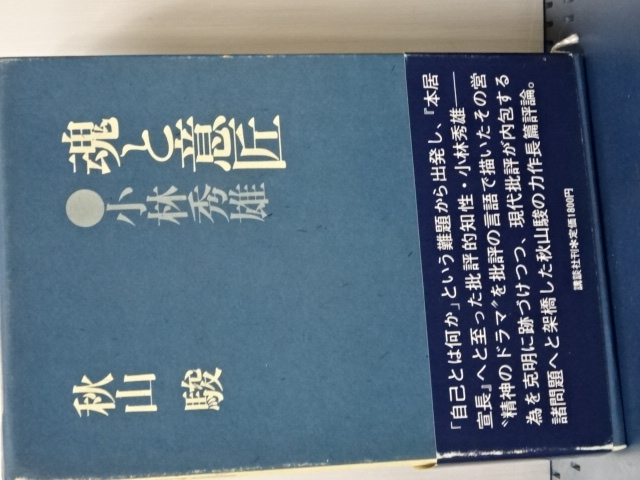 魂と意匠
小林秀雄
秋山駿
「自己とは何か」という難題から出発し、『本居
宣長』へと至った批評的知性・小林秀雄――
〝精神のドラマ〟を批評の言語で描いたその営
為を克明に跡づけつつ、現代批評が内包する
諸問題へと架橋した秋山駿の力作長篇評論。
講談社刊＊定価1800円